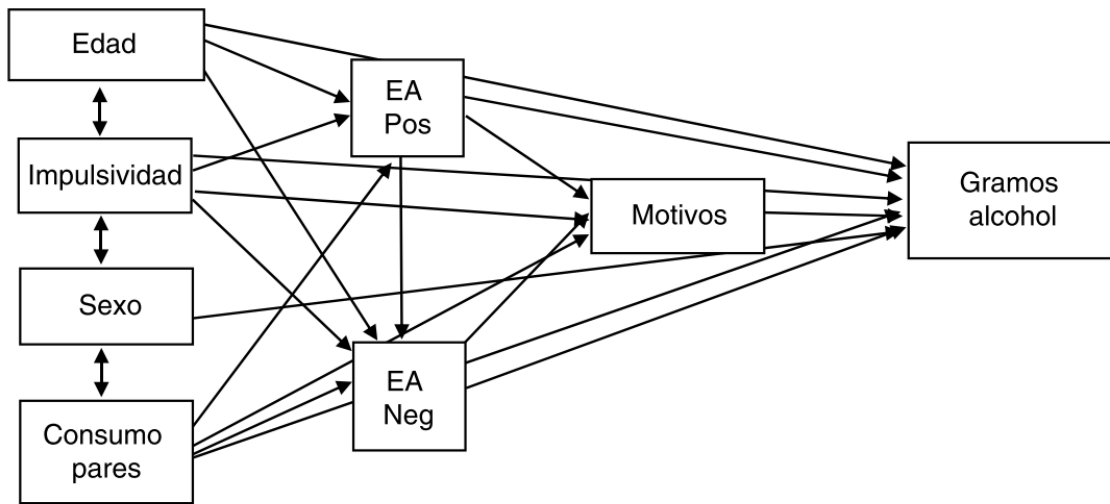 Edad
EA
Pos
Impulsividad
Motivos
Gramos
alcohol
Sexo
EA
Neg
Consumo
pares